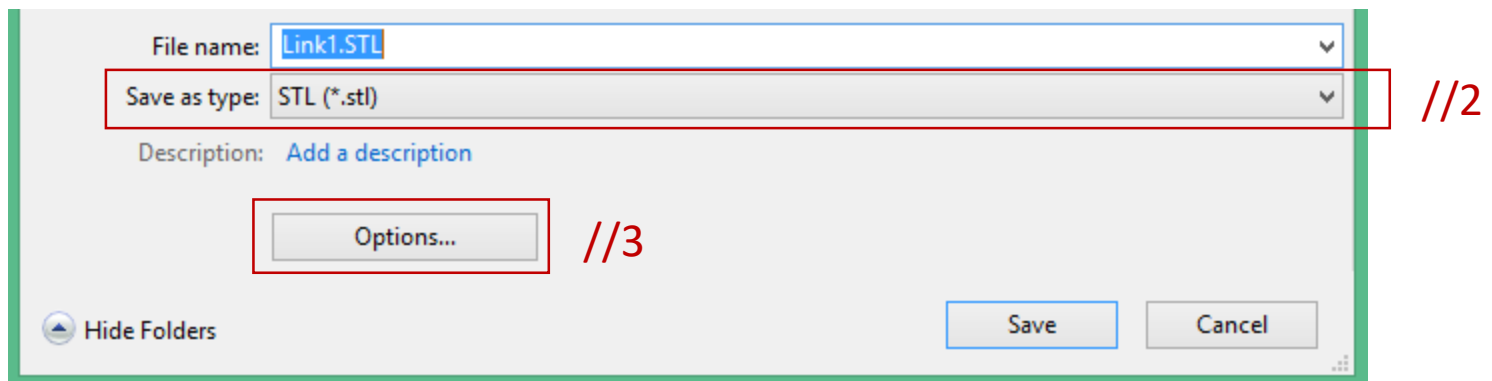 File name: Link1.STL
Save as type: STL (*.stl) //2
Description: Add a description
Options... //3
Hide Folders Save Cancel